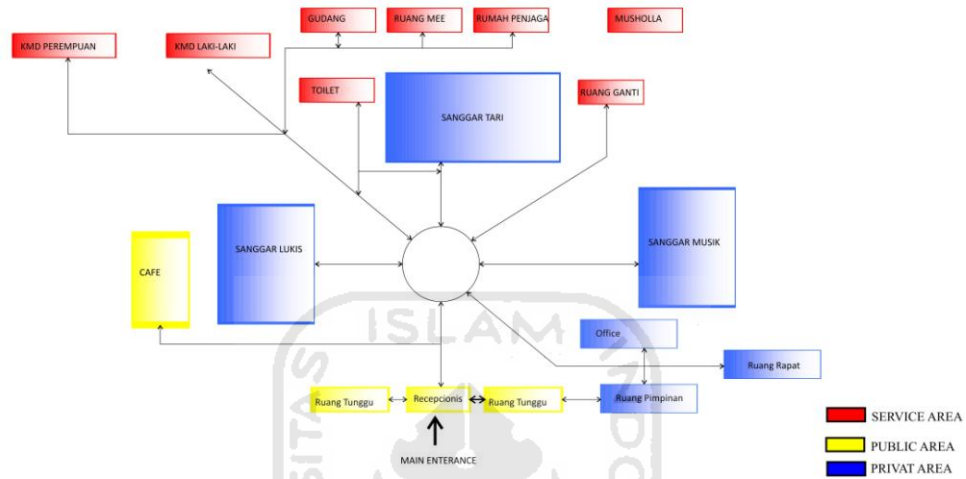 GUDANG
RUANG MEE
RUMAH PENJAGA
MUSHOLLA
KMD PEREMPUAN
KMD LAKI-LAKI
TOILET
RUANG GANTI
SANGGAR TARI
SANGGAR LUKIS
SANGGAR MUSIK
CAFE
ISLAM
SITAS
INDO
Office
Ruang Rapat
Ruang Tunggu
Recepcionis
Ruang Tunggu
Ruang Pimpinan
MAIN ENTERANCE
SERVICE AREA
PUBLIC AREA
PRIVAT AREA